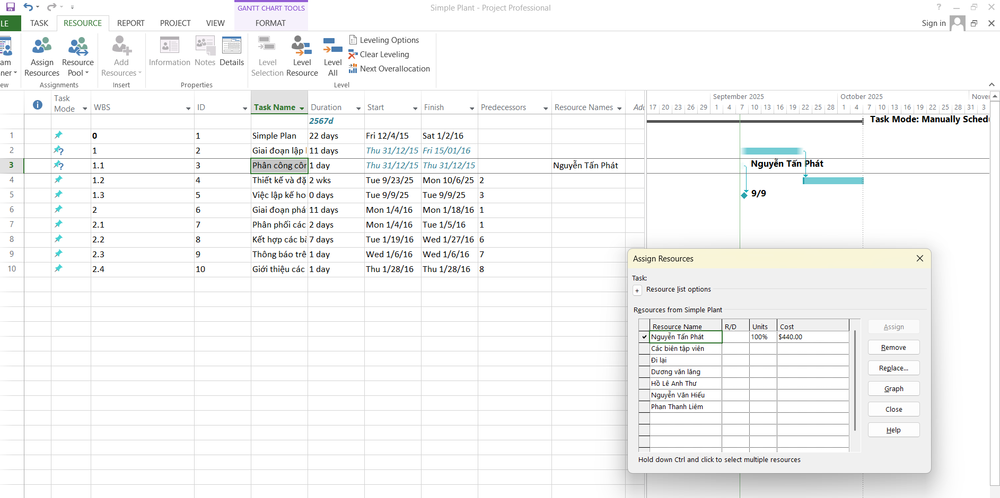 GANTT CHART TOOLS
Simple Plant - Project Professional
?
LE TASK RESOURCE REPORT PROJECT VIEW FORMAT
Sign in
am
ner
Assign
Resources
Resource
Pool
Add
Resources
Information Notes Details
Level
Selection
Level
Resource
Level
All
Leveling Options
Clear Leveling
Next Overallocation
ew Assignments Insert Properties Level
Task
Mode WBS ID Task Name Duration Start Finish Predecessors Resource Names Add
September 2025 October 2025 Nover
17 20 23 26 29 1 4 7 10 13 16 19 22 25 28 1 4 7 10 13 16 19 22 25 28 31 3
2567d
Task Mode: Manually Schedu
1 0 1 Simple Plan 22 days Fri 12/4/15 Sat 1/2/16
2 1 2 Giai đoạn lập 11 days Thu 31/12/15 Fri 15/01/16
3 1.1 3 Phân công côn 1 day Thu 31/12/15 Thu 31/12/15 Nguyễn Tấn Phát
Nguyễn Tấn Phát
4 1.2 4 Thiết kế và đặ 2 wks Tue 9/23/25 Mon 10/6/25 2
5 1.3 5 Việc lập kế ho 0 days Tue 9/9/25 Tue 9/9/25 3
9/9
6 2 6 Giai đoạn phá 11 days Mon 1/4/16 Mon 1/18/16 1
7 2.1 7 Phân phối các 2 days Mon 1/4/16 Tue 1/5/16 1
8 2.2 8 Kết hợp các bà 7 days Tue 1/19/16 Wed 1/27/16 6
9 2.3 9 Thông báo trê 1 day Wed 1/6/16 Wed 1/6/16 7
10 2.4 10 Giới thiệu các 1 day Thu 1/28/16 Thu 1/28/16 8
Assign Resources
Task:
+ Resource list options
Resources from Simple Plant
Resource Name R/D Units Cost
Nguyễn Tấn Phát 100% $440.00
Các biên tập viên
Đi lại
Dương văn lăng
Hồ Lê Anh Thư
Nguyễn Văn Hiếu
Phan Thanh Liêm
Assign
Remove
Replace...
Graph
Close
Help
Hold down Ctrl and click to select multiple resources